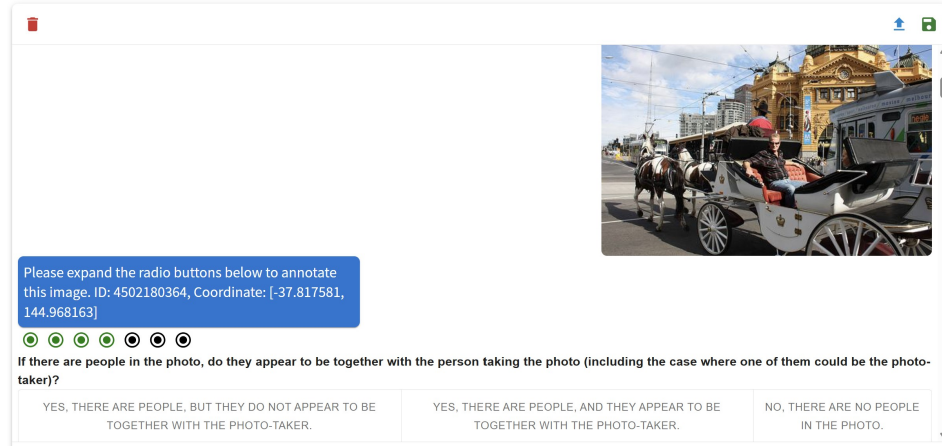 Please expand the radio buttons below to annotate
this image. ID: 4502180364, Coordinate: [-37.817581,
144.968163]
If there are people in the photo, do they appear to be together with the person taking the photo (including the case where one of them could be the photo-
taker)?
YES, THERE ARE PEOPLE, BUT THEY DO NOT APPEAR TO BE
TOGETHER WITH THE PHOTO-TAKER.
YES, THERE ARE PEOPLE, AND THEY APPEAR TO BE
TOGETHER WITH THE PHOTO-TAKER.
NO, THERE ARE NO PEOPLE
IN THE PHOTO.